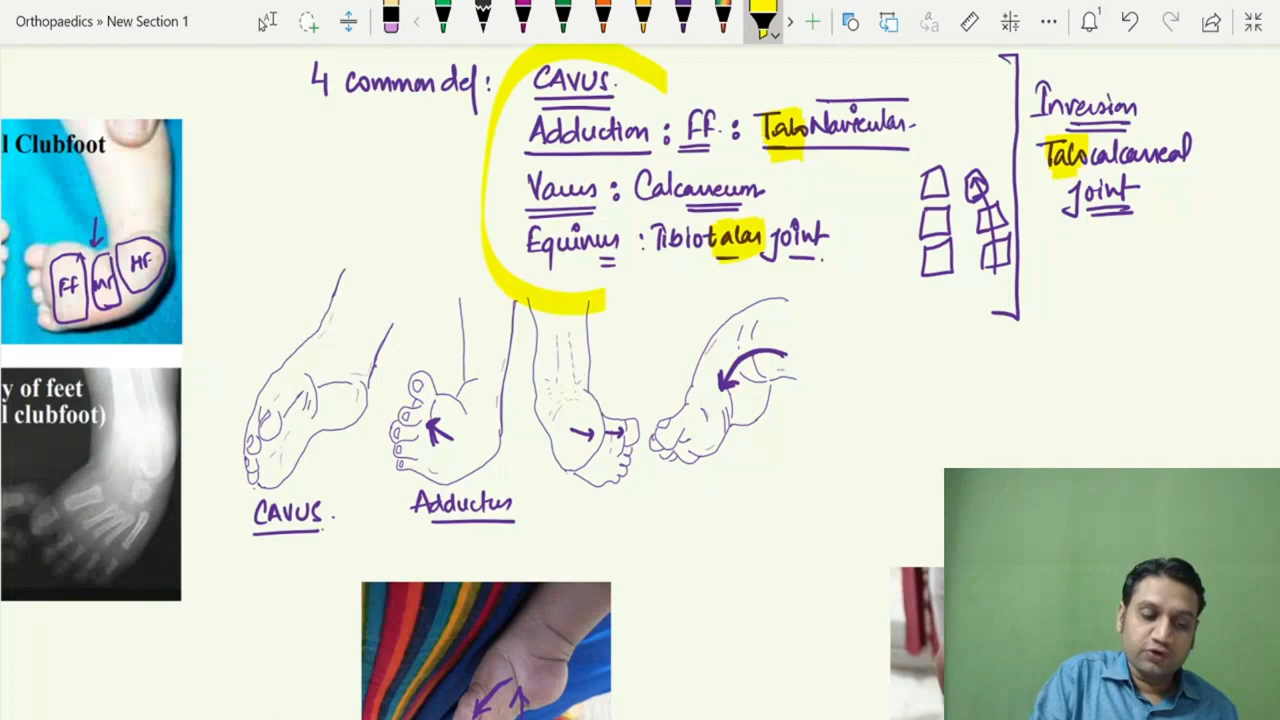 Orthopaedics » New Section 1
4 common def: CAVUS.
Adduction : Ff. : TaloNavicular.
Varus : Calcaneum
Equinus : Tibiotalar joint.
Inversion
Talocalcaneal
joint
l Clubfoot
Ff Mf Hf
y of feet
l clubfoot)
CAVUS.
Adductus